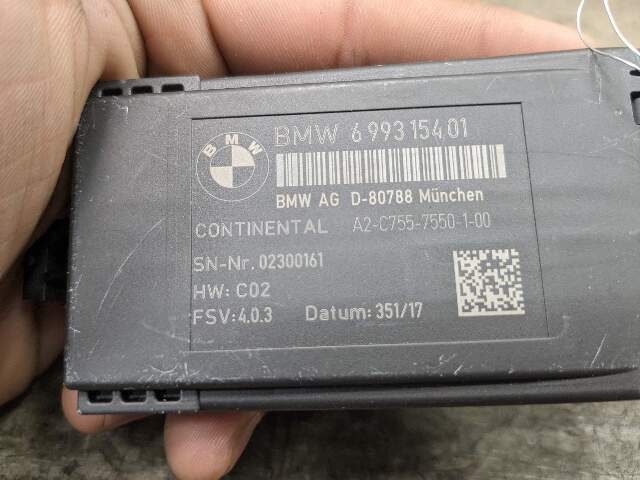 BMW
BMW 6 993 154 01
BMW AG D-80788 München
CONTINENTAL A2-C755-7550-1-00
SN-Nr. 02300161
HW: C02
FSV: 4.0.3 Datum: 351/17